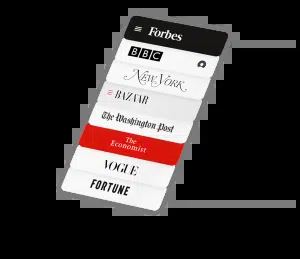 Forbes
BBC
NEW YORK
BAZAAR
The Washington Post
The
Economist
VOGUE
FORTUNE